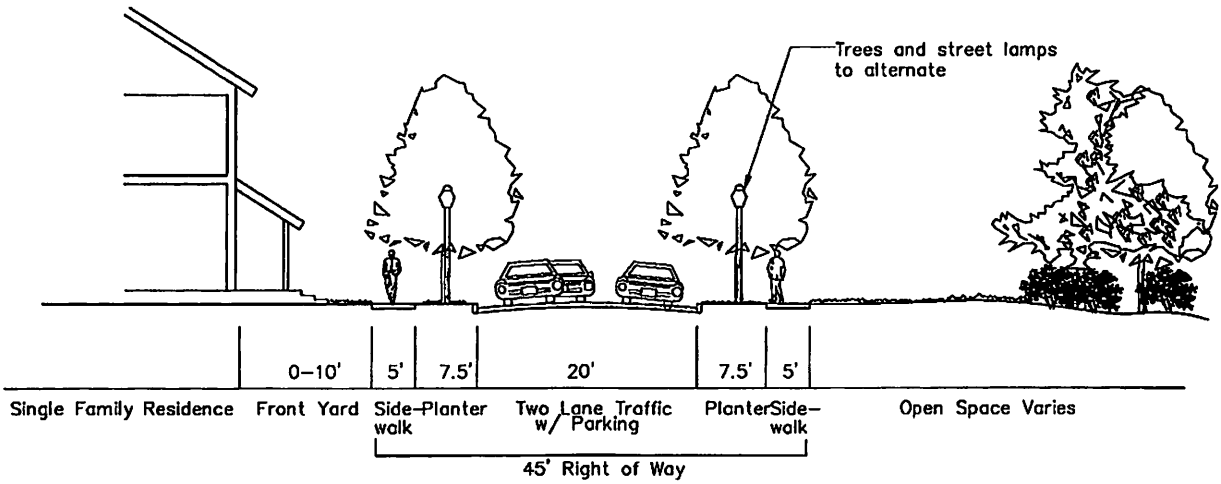 Trees and street lamps
to alternate
0-10'
5'
7.5'
20'
7.5'
5'
Single Family Residence
Front Yard
Side-
walk
Planter
Two Lane Traffic
w/ Parking
Planter
Side-
walk
Open Space Varies
45' Right of Way